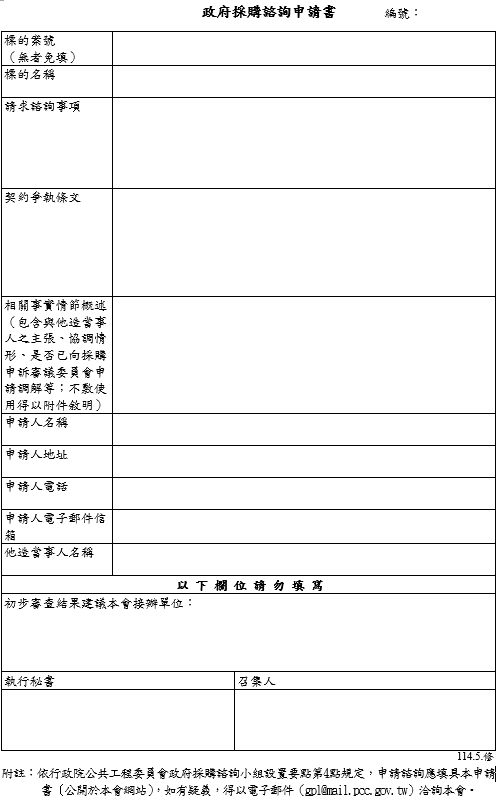 政府採購諮詢申請書 編號：
標的案號
（無者免填）
標的名稱
請求諮詢事項
契約爭執條文
相關事實情節概述
（包含與他造當事
人之主張、協調情
形、是否已向採購
申訴審議委員會申
請調解等；不敷使
用得以附件敘明）
申請人名稱
申請人地址
申請人電話
申請人電子郵件信
箱
他造當事人名稱
以下欄位請勿填寫
初步審查結果建議本會接辦單位：
執行秘書 召集人
114.5.修
附註：依行政院公共工程委員會政府採購諮詢小組設置要點第4點規定，申請諮詢應填具本申請
書〔公開於本會網站〕，如有疑義，得以電子郵件（gpl@mail.pcc.gov.tw）洽詢本會。